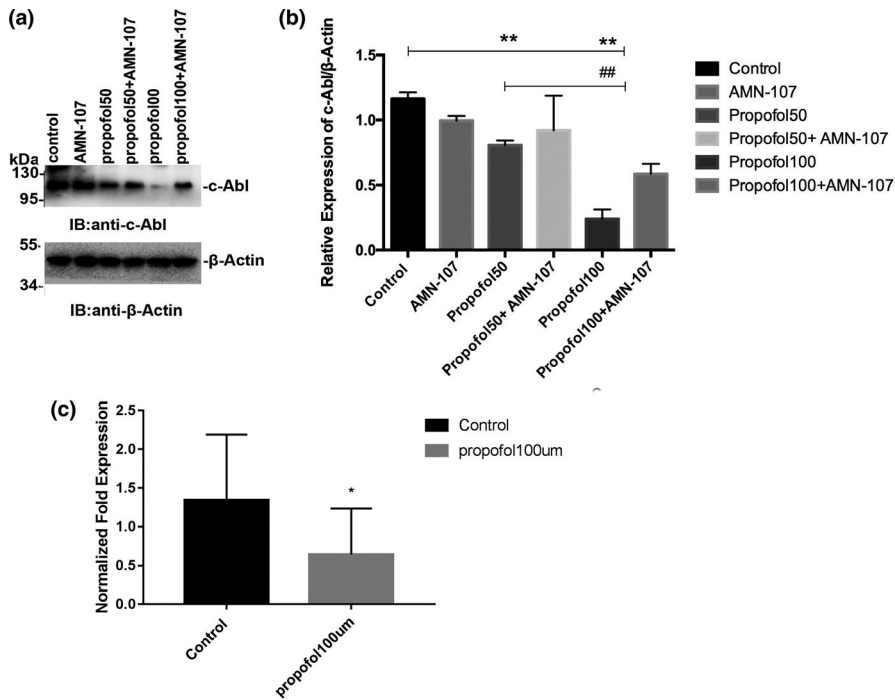 (a)
control
AMN-107
propofol50
propofol50+AMN-107
propofol00
propofol100+AMN-107
kDa
130-
95-
-c-Abl
IB:anti-c-Abl
55-
34-
-β-Actin
IB:anti-β-Actin
(b)
Relative Expression of c-Abl/β-Actin
1.5
1.0
0.5
0.0
**
**
##
Control
AMN-107
Propofol50
Propofol50+ AMN-107
Propofol100
Propofol100+AMN-107
Control
AMN-107
Propofol50
Propofol50+ AMN-107
Propofol100
Propofol100+AMN-107
(c)
Normalized Fold Expression
2.5
2.0
1.5
1.0
0.5
0.0
*
Control
propofol100um
Control
propofol100um